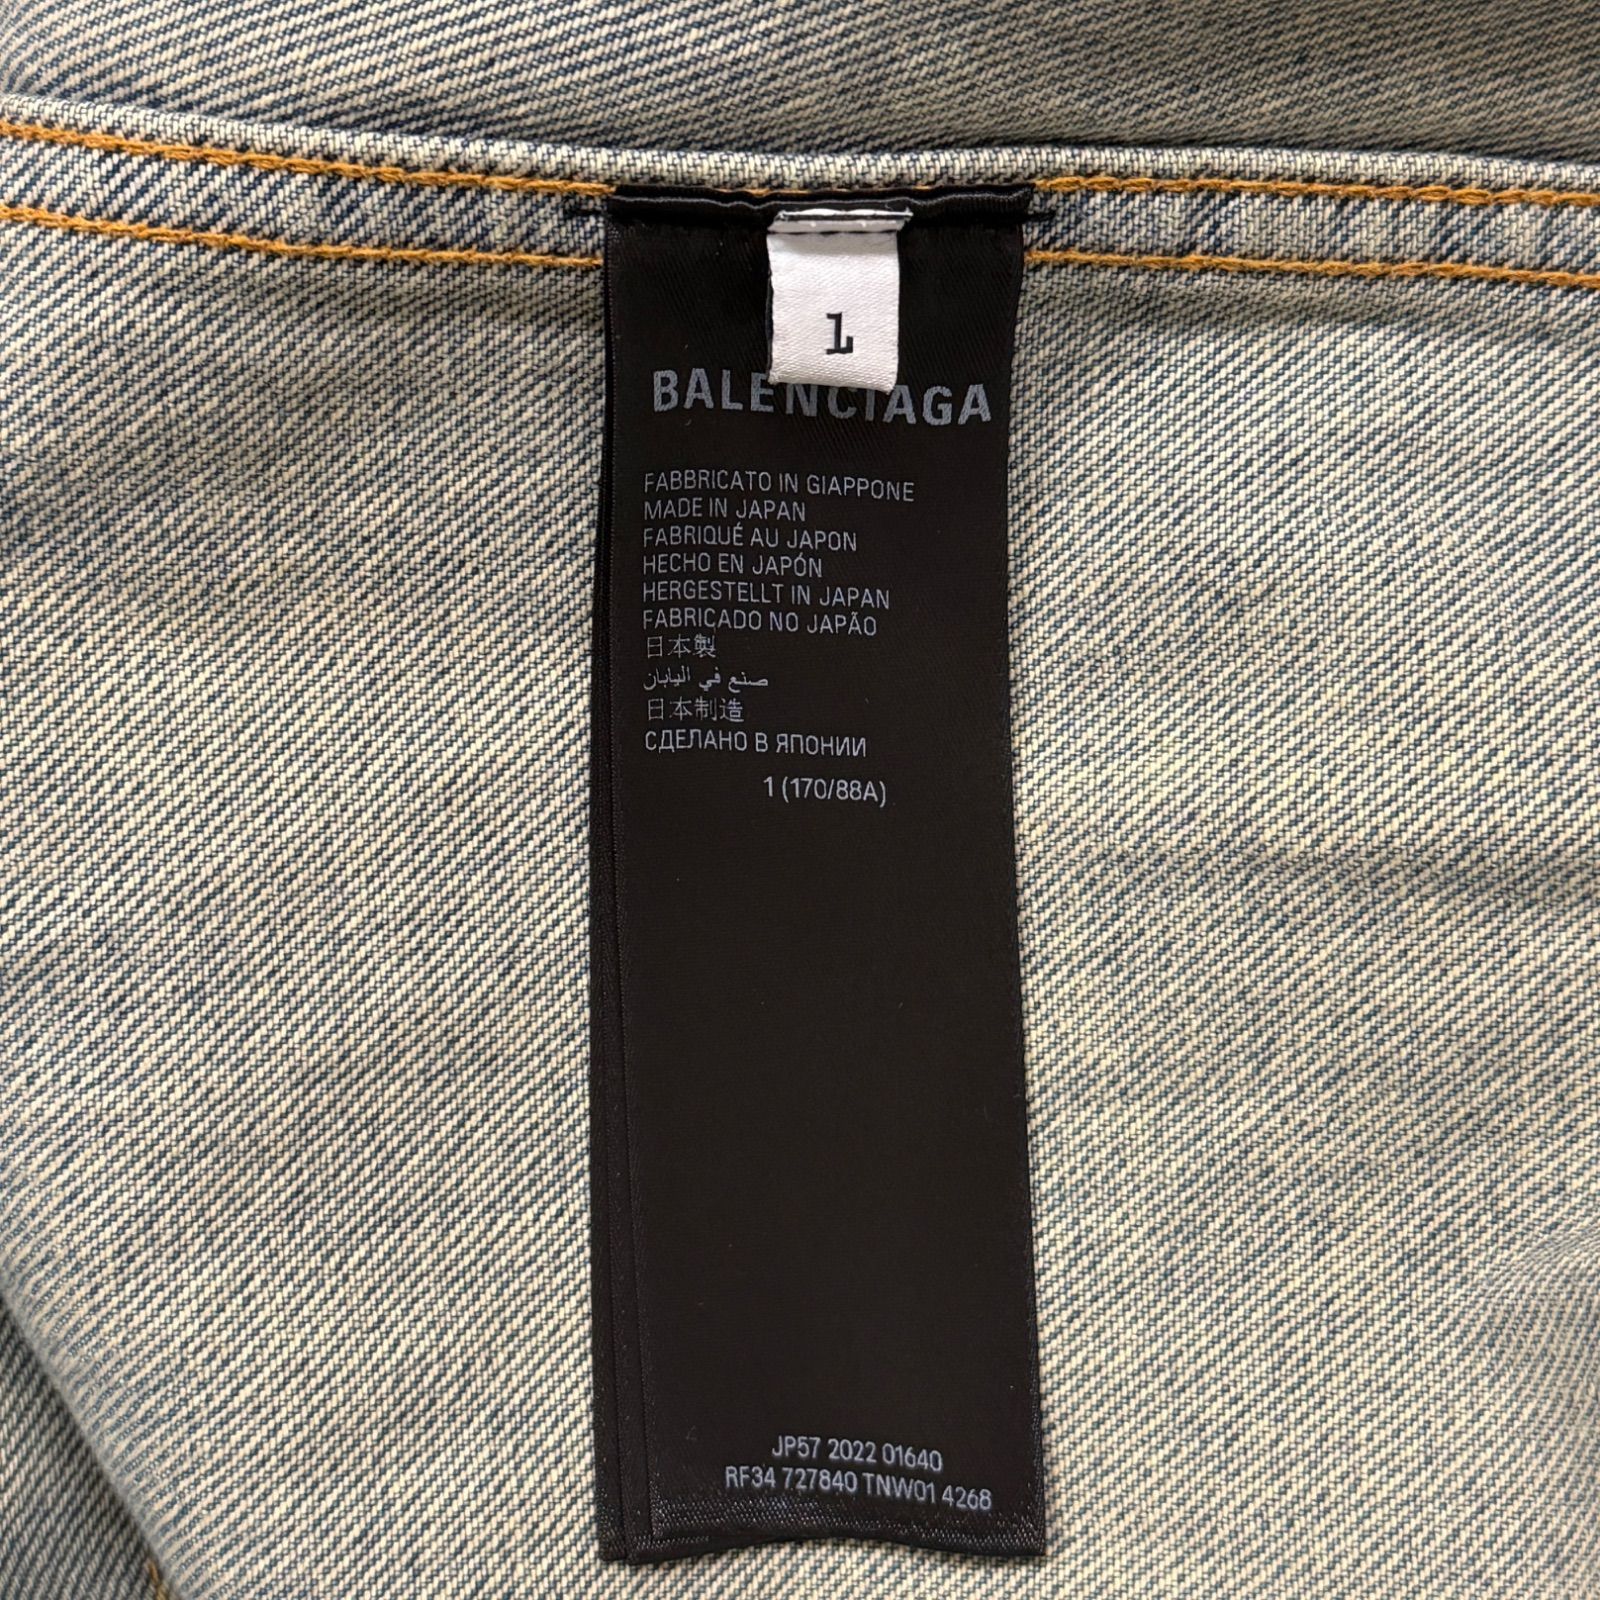 1
BALENCIAGA
FABBRICATO IN GIAPPONE
MADE IN JAPAN
FABRIQUÉ AU JAPON
HECHO EN JAPÓN
HERGESTELLT IN JAPAN
FABRICADO NO JAPÃO
日本製
صنع في اليابان
日本制造
СДЕЛАНО В ЯПОНИИ
1 (170/88A)
JP57 2022 01640
RF34 727840 TNW01 4268